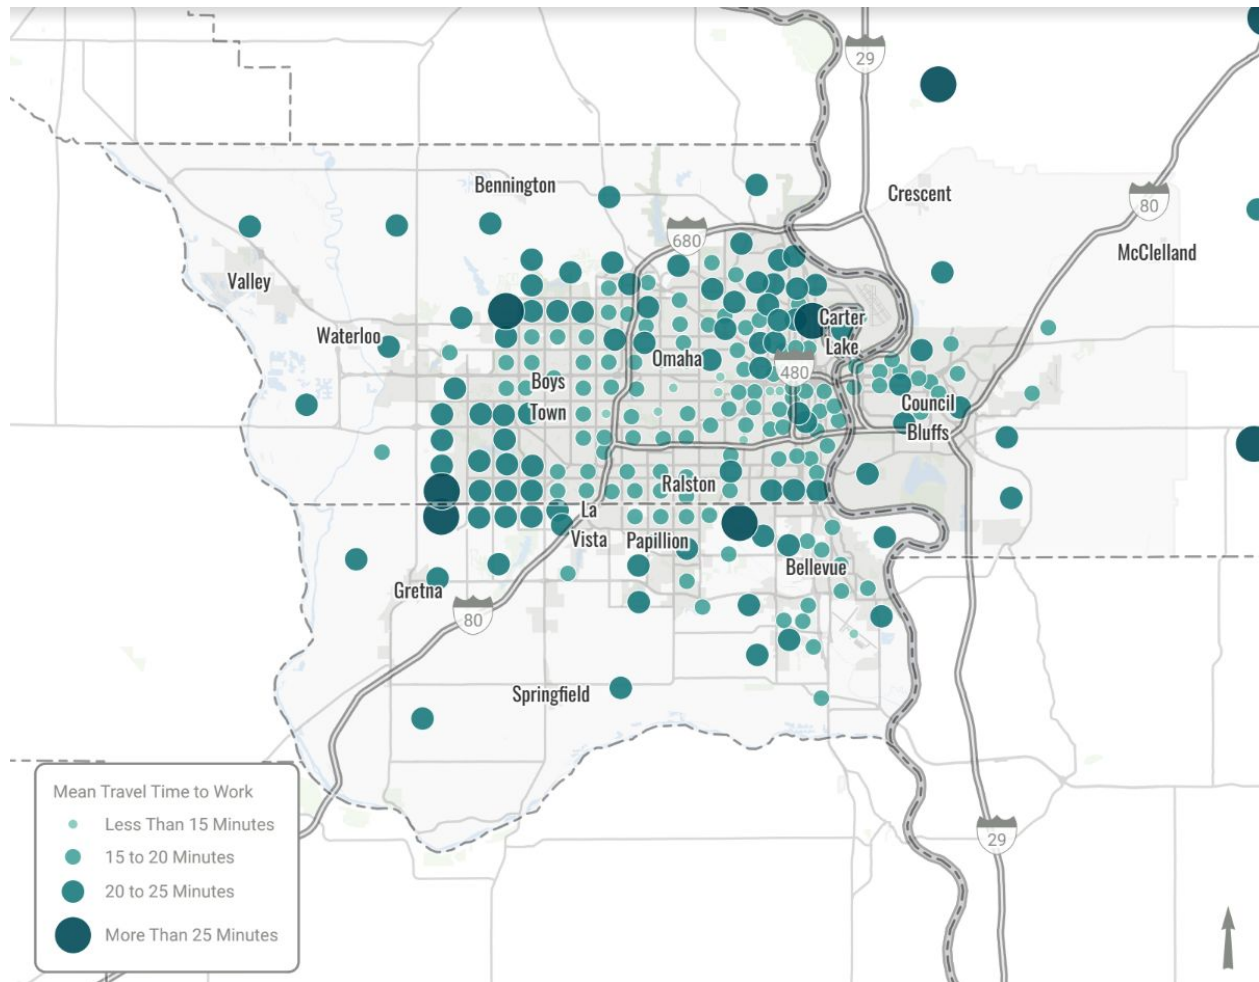 29
Bennington
Crescent
80
680
McClelland
Valley
Carter
Lake
Waterloo
Omaha
480
Boys
Town
Council
Bluffs
Ralston
La
Vista
Papillion
Bellevue
Gretna
80
Springfield
Mean Travel Time to Work
Less Than 15 Minutes
15 to 20 Minutes
20 to 25 Minutes
More Than 25 Minutes
29